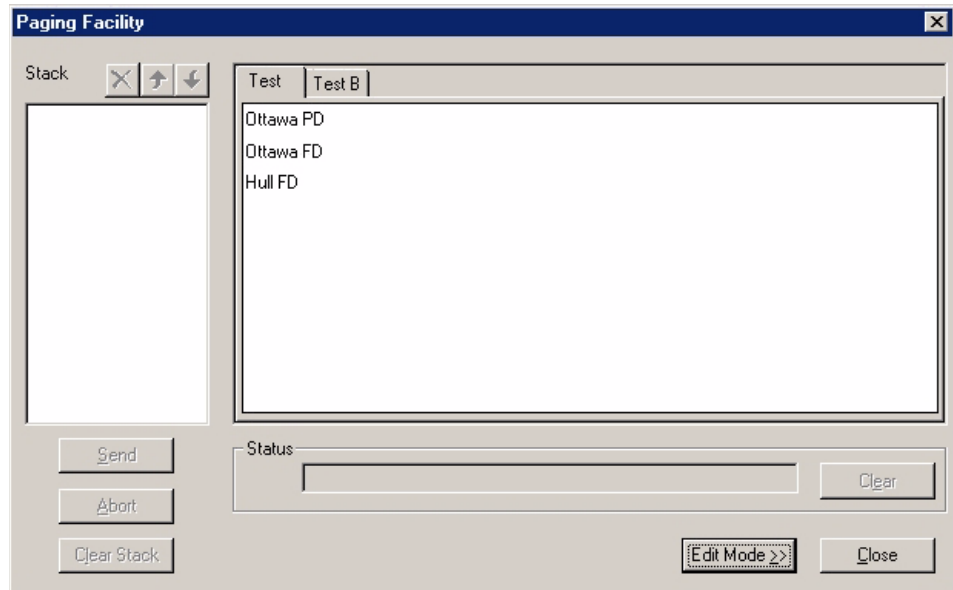 Paging Facility
Stack
Test
Test B
Ottawa PD
Ottawa FD
Hull FD
Send
Abort
Clear Stack
Status
Clear
Edit Mode >>
Close